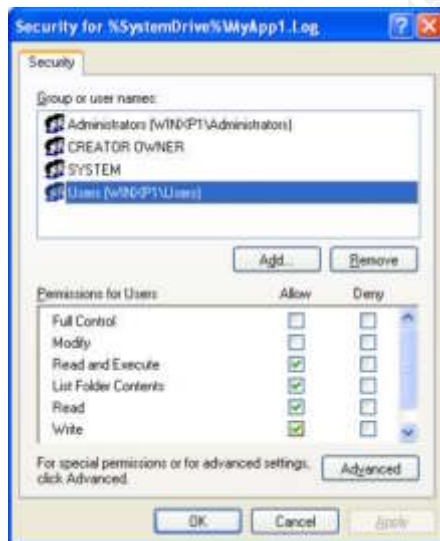 Security for %SystemDrive%\MyApp1.Log
Security
Group or user names:
Administrators (WINXP1\Administrators)
CREATOR OWNER
SYSTEM
Users (WINXP1\Users)
Add...
Remove
Permissions for Users
Allow
Deny
Full Control
Modify
Read and Execute
List Folder Contents
Read
Write
For special permissions or for advanced settings,
click Advanced.
Advanced
OK
Cancel
Apply